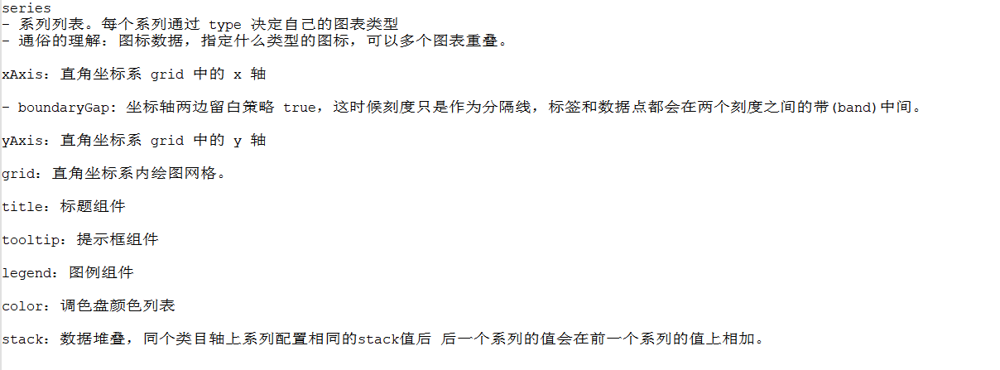 series
- 系列列表。每个系列通过 type 决定自己的图表类型
- 通俗的理解：图标数据，指定什么类型的图标，可以多个图表重叠。
xAxis：直角坐标系 grid 中的 x 轴
- boundaryGap: 坐标轴两边留白策略 true，这时候刻度只是作为分隔线，标签和数据点都会在两个刻度之间的带(band)中间。
yAxis：直角坐标系 grid 中的 y 轴
grid：直角坐标系内绘图网格。
title：标题组件
tooltip：提示框组件
legend：图例组件
color：调色盘颜色列表
stack：数据堆叠，同个类目轴上系列配置相同的stack值后 后一个系列的值会在前一个系列的值上相加。